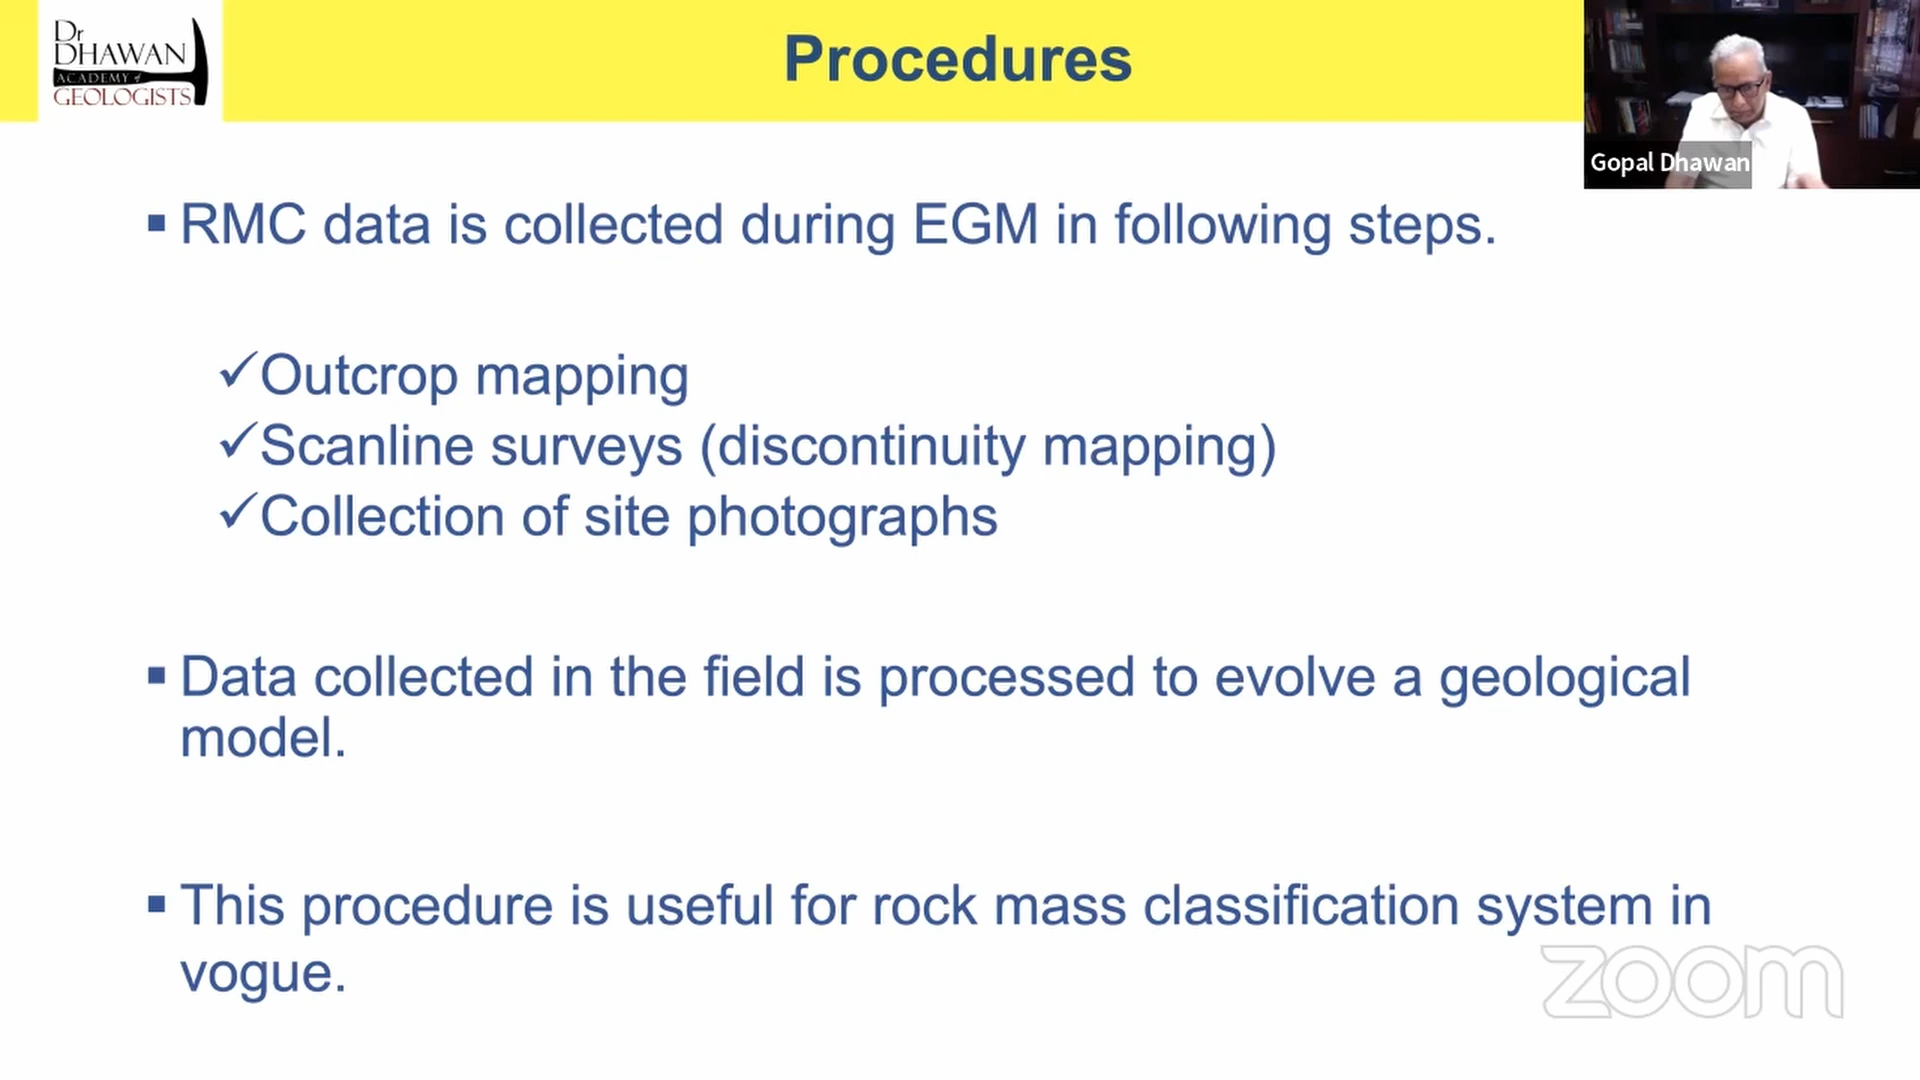 Dr
DHAWAN
ACADEMY of
GEOLOGISTS
Procedures
Gopal Dhawan
▪ RMC data is collected during EGM in following steps.
✓Outcrop mapping
✓Scanline surveys (discontinuity mapping)
✓Collection of site photographs
▪ Data collected in the field is processed to evolve a geological
model.
▪ This procedure is useful for rock mass classification system in
vogue.
zoom